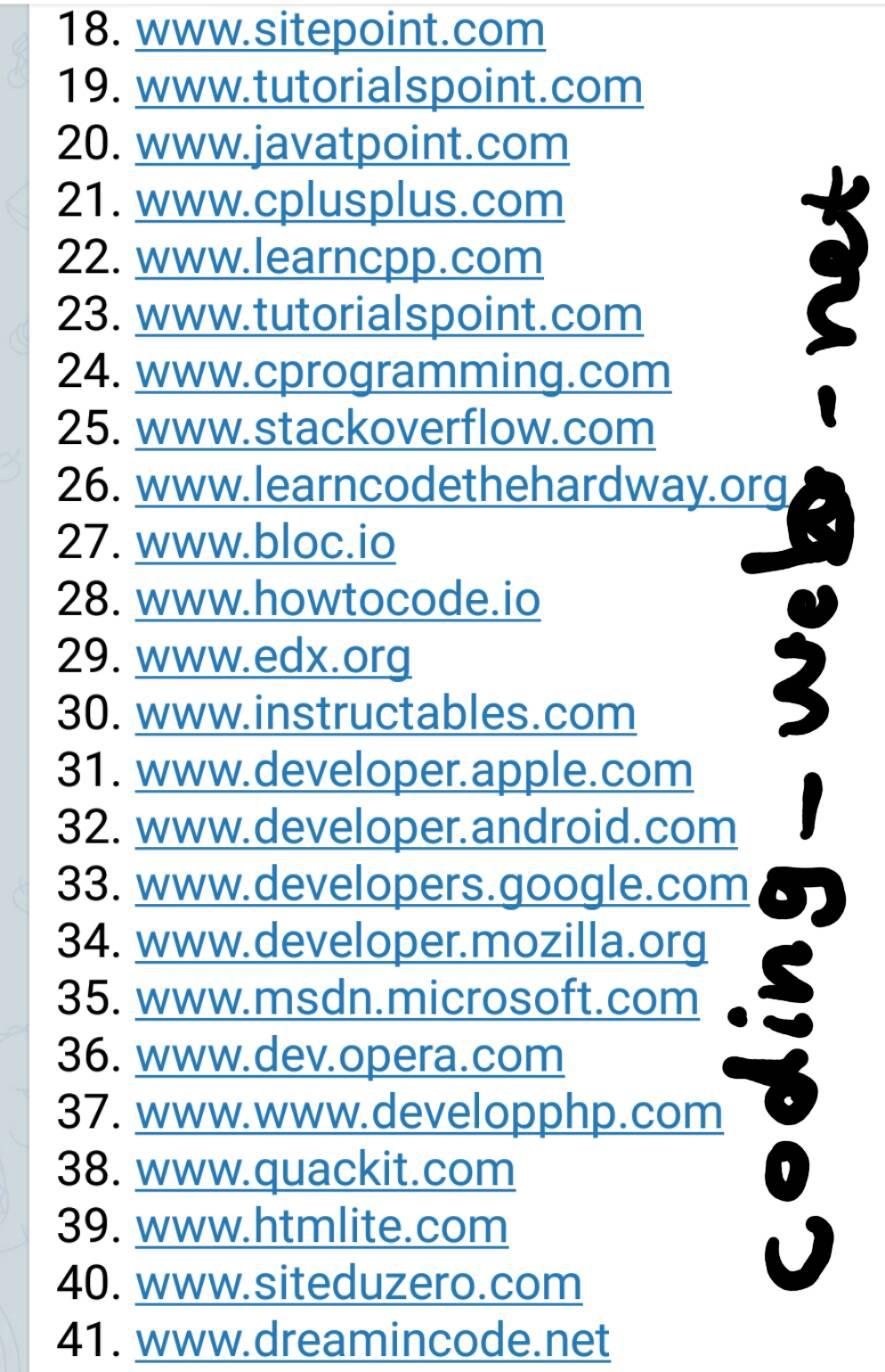 18. www.sitepoint.com
19. www.tutorialspoint.com
20. www.javatpoint.com
21. www.cplusplus.com
22. www.learncpp.com
23. www.tutorialspoint.com
24. www.cprogramming.com
25. www.stackoverflow.com
26. www.learncodethehardway.org
27. www.bloc.io
28. www.howtocode.io
29. www.edx.org
30. www.instructables.com
31. www.developer.apple.com
32. www.developer.android.com
33. www.developers.google.com
34. www.developer.mozilla.org
35. www.msdn.microsoft.com
36. www.dev.opera.com
37. www.www.developphp.com
38. www.quackit.com
39. www.htmlite.com
40. www.siteduzero.com
41. www.dreamincode.net
coding-web-net